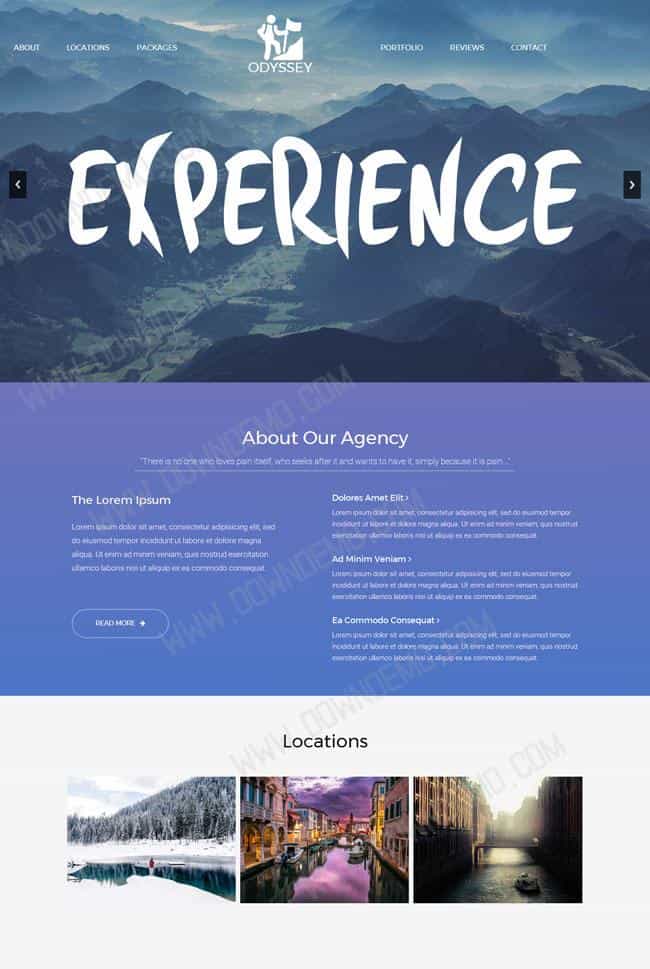 ABOUT LOCATIONS PACKAGES
ODYSSEY
PORTFOLIO REVIEWS CONTACT
EXPERIENCE
About Our Agency
"There is no one who loves pain itself, who seeks after it and wants to have it, simply because it is pain..."
The Lorem Ipsum
Lorem ipsum dolor sit amet, consectetur adipisicing elit, sed do
eiusmod tempor incididunt ut labore et dolore magna
aliqua. Ut enim ad minim veniam, quis nostrud exercitation
ullamco laboris nisi ut aliquip ex ea commodo consequat.
READ MORE
Dolores Amet Elit
Lorem ipsum dolor sit amet, consectetur adipisicing elit, sed do eiusmod tempor
incididunt ut labore et dolore magna aliqua. Ut enim ad minim veniam, quis nostrud
exercitation ullamco laboris nisi ut aliquip ex ea commodo consequat.
Ad Minim Veniam
Lorem ipsum dolor sit amet, consectetur adipisicing elit, sed do eiusmod tempor
incididunt ut labore et dolore magna aliqua. Ut enim ad minim veniam, quis nostrud
exercitation ullamco laboris nisi ut aliquip ex ea commodo consequat.
Ea Commodo Consequat
Lorem ipsum dolor sit amet, consectetur adipisicing elit, sed do eiusmod tempor
incididunt ut labore et dolore magna aliqua. Ut enim ad minim veniam, quis nostrud
exercitation ullamco laboris nisi ut aliquip ex ea commodo consequat.
Locations
WWW.DOWNDEMO.COM
WWW.DOWNDEMO.COM
WWW.DOWNDEMO.COM
WWW.DOWNDEMO.COM